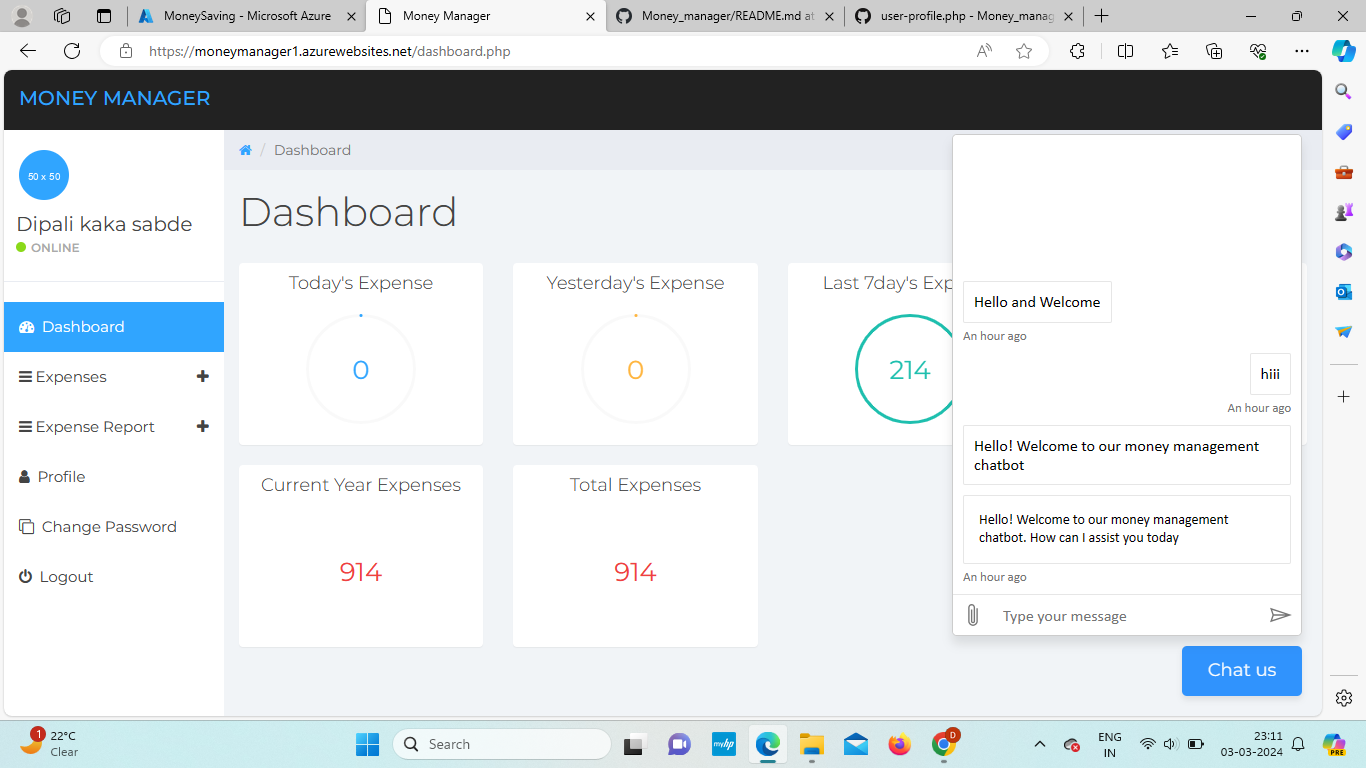 MoneySaving - Microsoft Azure
Money Manager
Money_manager/README.md at
user-profile.php - Money_manag
https://moneymanager1.azurewebsites.net/dashboard.php
MONEY MANAGER
50 x 50
Dipali kaka sabde
ONLINE
Dashboard
Expenses
Expense Report
Profile
Change Password
Logout
/ Dashboard
Dashboard
Today's Expense
0
Yesterday's Expense
0
Last 7day's Exp
214
Current Year Expenses
914
Total Expenses
914
Hello and Welcome
An hour ago
hiii
An hour ago
Hello! Welcome to our money management
chatbot
Hello! Welcome to our money management
chatbot. How can I assist you today
An hour ago
Type your message
Chat us
1
22°C
Clear
Search
myhp
D
ENG
IN
23:11
03-03-2024
PRE